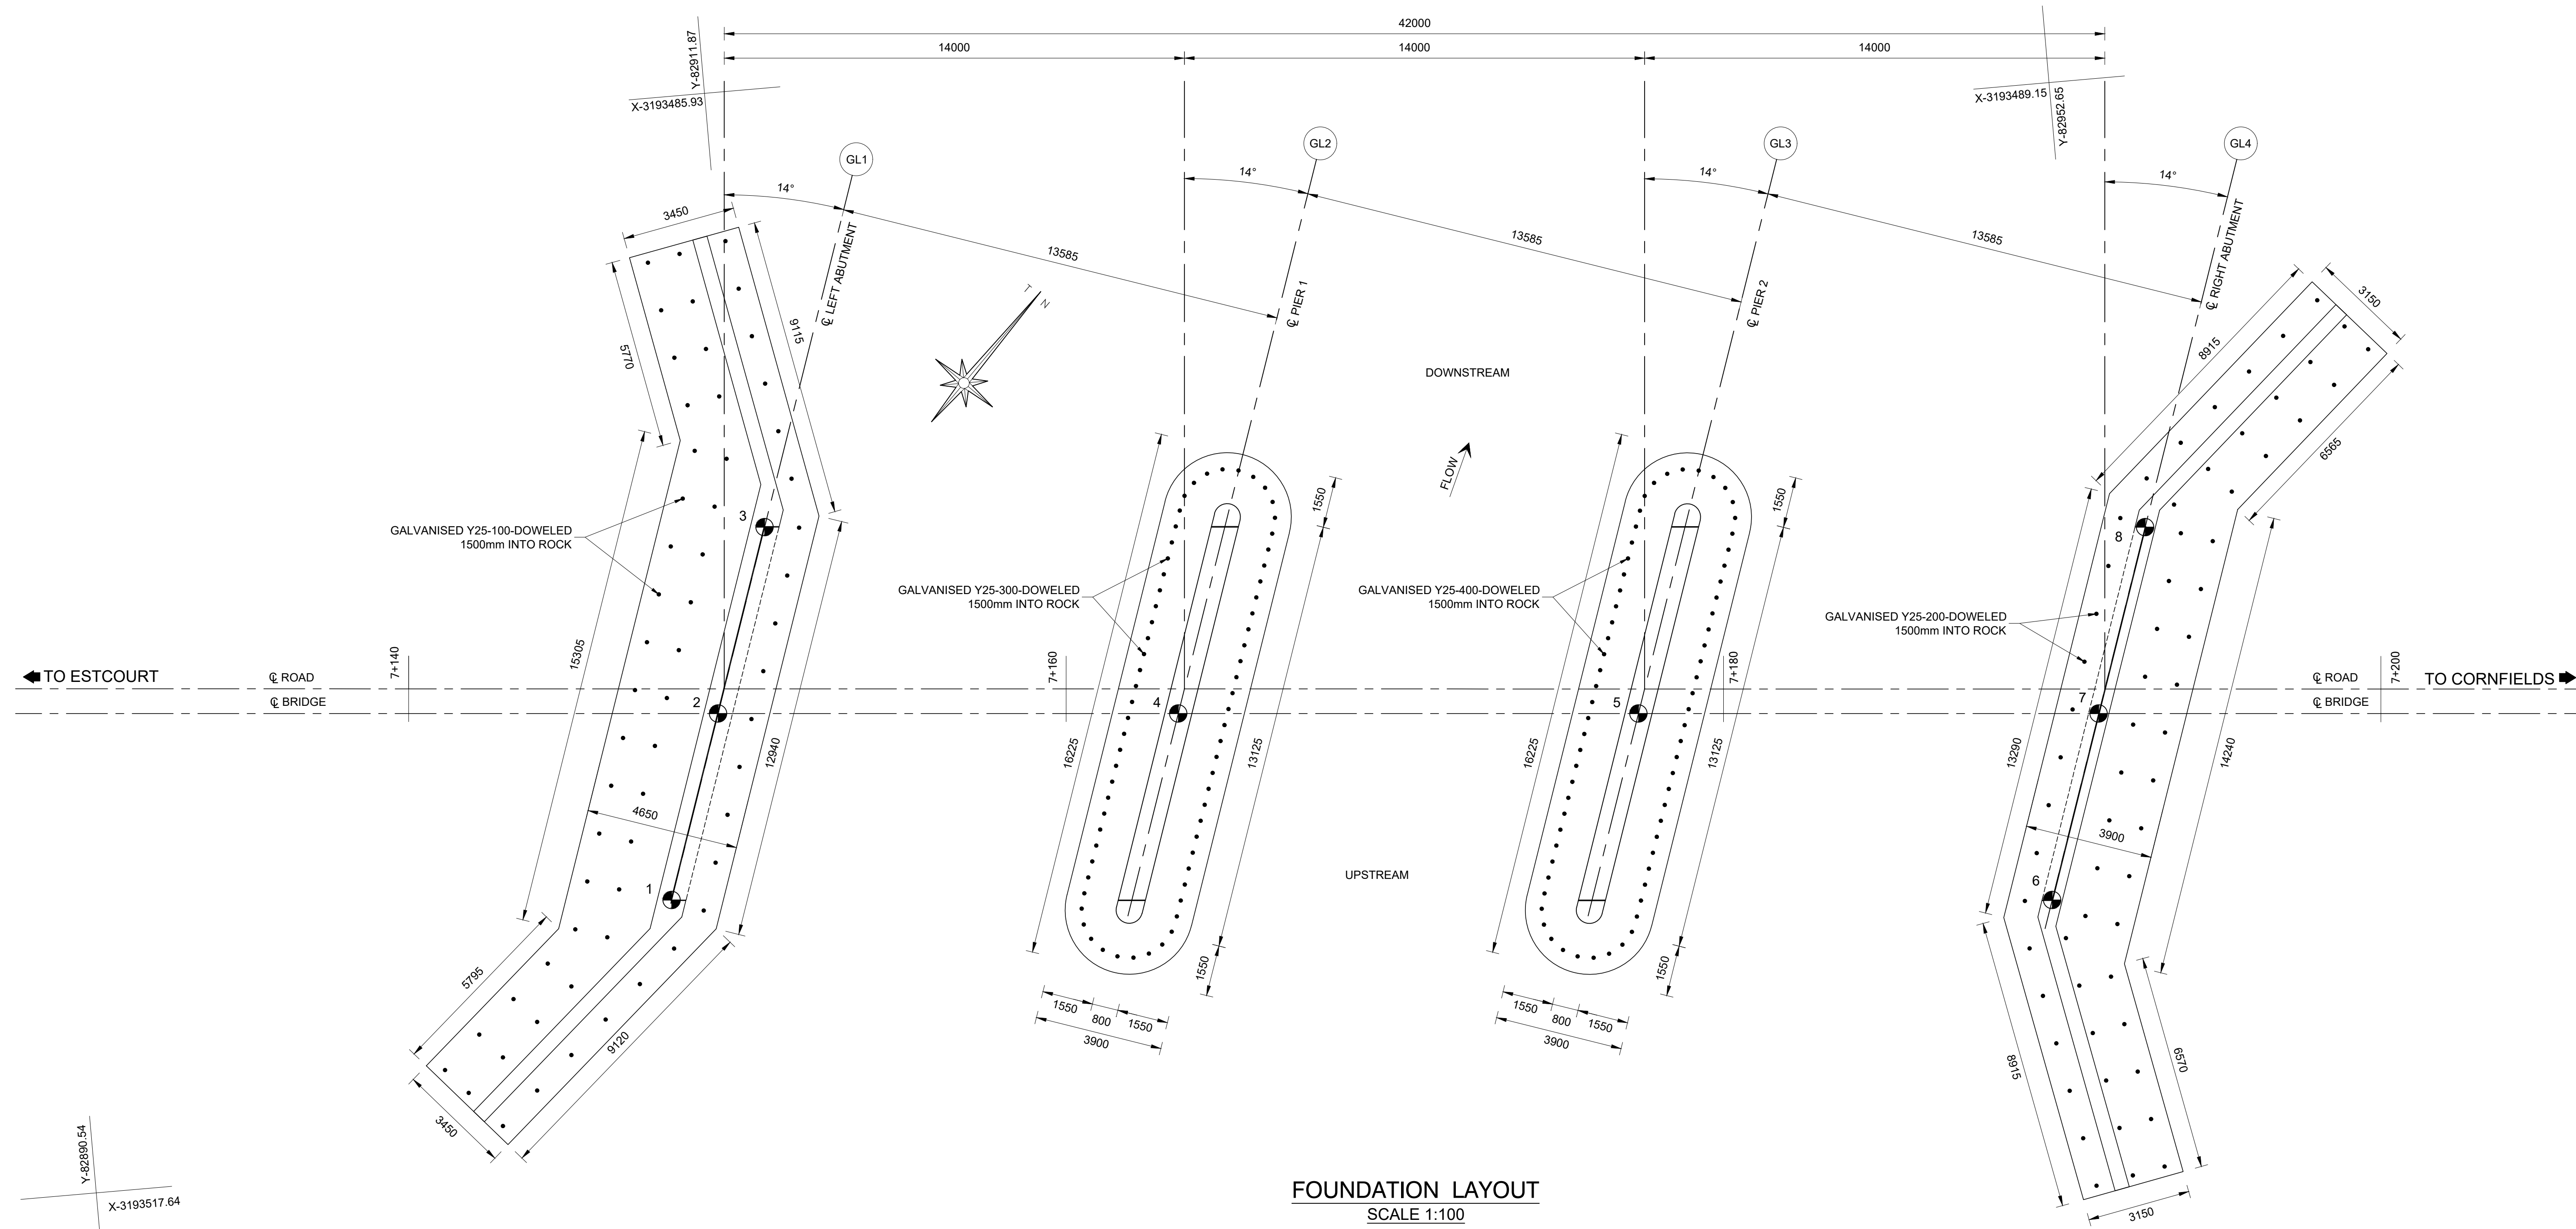 42000
14000
14000
14000
Y-82911.87
X-3193485.93
X-3193489.15
Y-82952.65
GL1
GL2
GL3
GL4
14°
14°
14°
14°
3450
13585
13585
13585
℄ LEFT ABUTMENT
℄ PIER 1
℄ PIER 2
℄ RIGHT ABUTMENT
T N
9115
5770
3150
8915
6565
DOWNSTREAM
FLOW
3
GALVANISED Y25-100-DOWELED
1500mm INTO ROCK
1550
GALVANISED Y25-300-DOWELED
1500mm INTO ROCK
1550
GALVANISED Y25-400-DOWELED
1500mm INTO ROCK
8
GALVANISED Y25-200-DOWELED
1500mm INTO ROCK
15305
7+140
7+160
7+180
7+200
TO ESTCOURT
℄ ROAD
℄ BRIDGE
2
4
5
7
℄ ROAD
℄ BRIDGE
TO CORNFIELDS
12940
16225
13125
16225
13125
13290
14240
4650
3900
1
UPSTREAM
6
5795
9120
3450
1550
1550
800
1550
3900
1550
1550
800
1550
3900
8915
6570
3150
Y-82890.54
X-3193517.64
FOUNDATION LAYOUT
SCALE 1:100